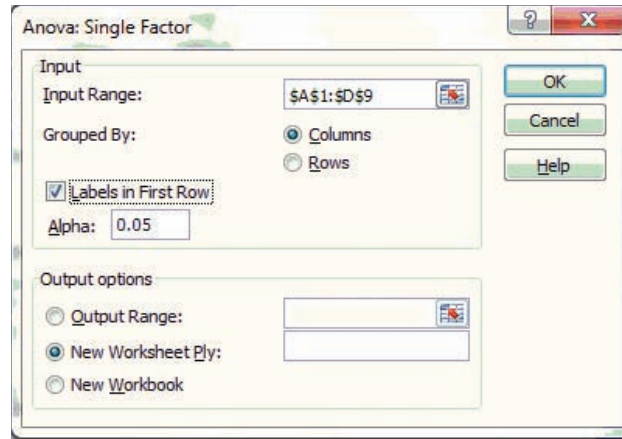 Anova: Single Factor
?
X
Input
Input Range:
$A$1:$D$9
Grouped By:
Columns
Rows
Labels in First Row
Alpha:
0.05
OK
Cancel
Help
Output options
Output Range:
New Worksheet Ply:
New Workbook